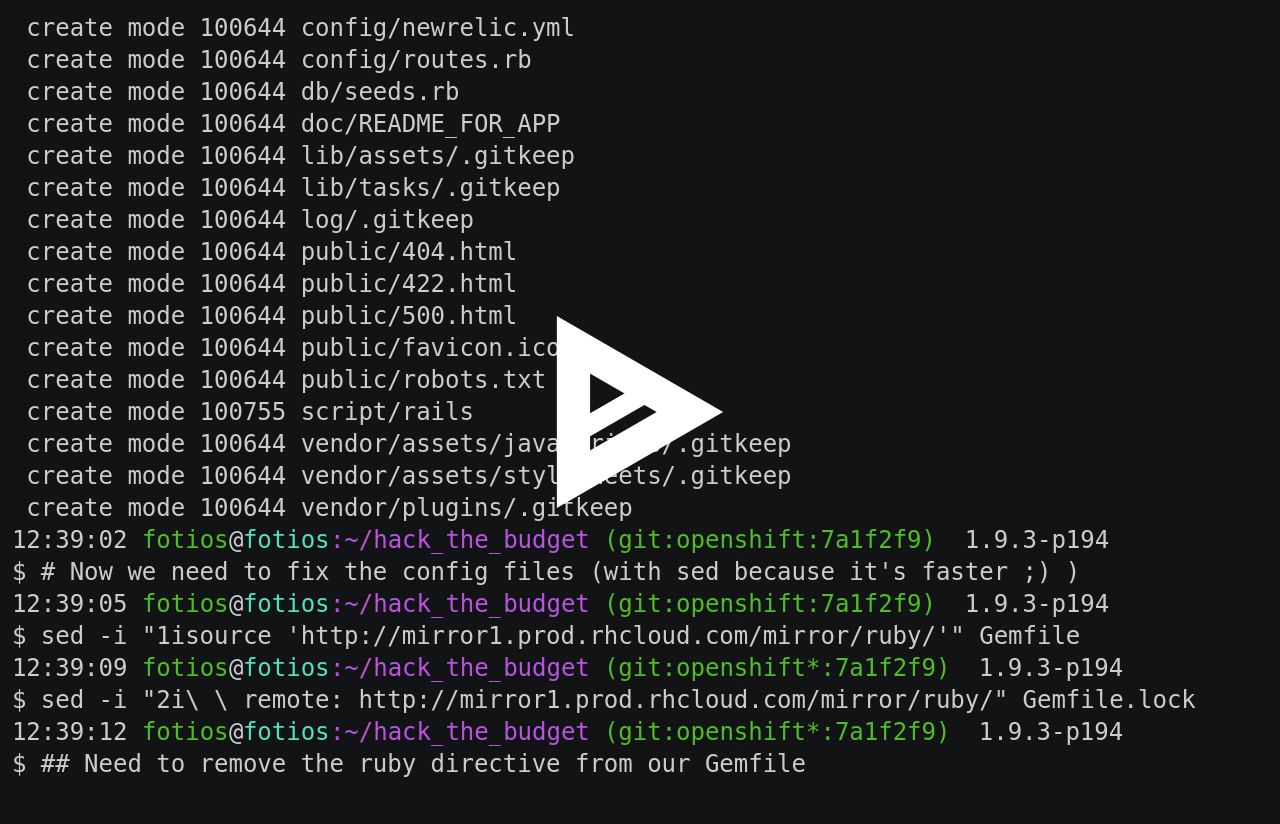 create mode 100644 config/newrelic.yml
create mode 100644 config/routes.rb
create mode 100644 db/seeds.rb
create mode 100644 doc/README_FOR_APP
create mode 100644 lib/assets/.gitkeep
create mode 100644 lib/tasks/.gitkeep
create mode 100644 log/.gitkeep
create mode 100644 public/404.html
create mode 100644 public/422.html
create mode 100644 public/500.html
create mode 100644 public/favicon.ico
create mode 100644 public/robots.txt
create mode 100755 script/rails
create mode 100644 vendor/assets/javascripts/.gitkeep
create mode 100644 vendor/assets/stylesheets/.gitkeep
create mode 100644 vendor/plugins/.gitkeep
12:39:02 fotios@fotios:~/hack_the_budget (git:openshift:7a1f2f9)  1.9.3-p194
$ # Now we need to fix the config files (with sed because it's faster ;) )
12:39:05 fotios@fotios:~/hack_the_budget (git:openshift:7a1f2f9)  1.9.3-p194
$ sed -i "1isource 'http://mirror1.prod.rhcloud.com/mirror/ruby/'" Gemfile
12:39:09 fotios@fotios:~/hack_the_budget (git:openshift*:7a1f2f9)  1.9.3-p194
$ sed -i "2i\ \ remote: http://mirror1.prod.rhcloud.com/mirror/ruby/" Gemfile.lock
12:39:12 fotios@fotios:~/hack_the_budget (git:openshift*:7a1f2f9)  1.9.3-p194
$ ## Need to remove the ruby directive from our Gemfile